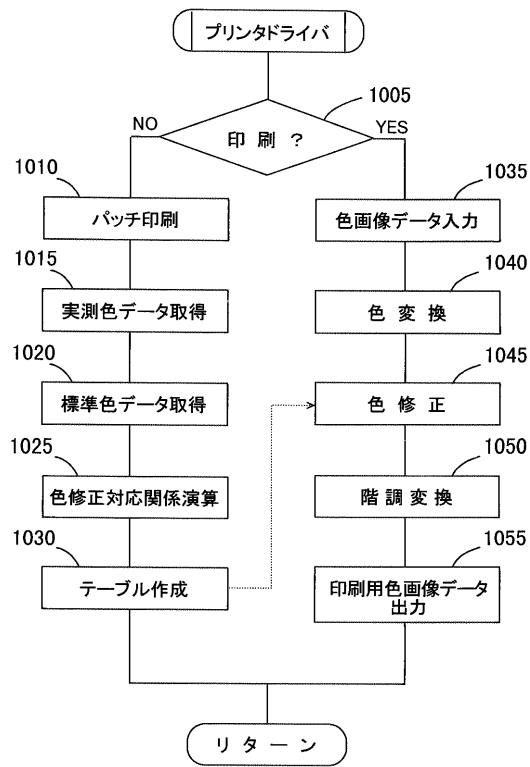 プリンタドライバ
1005
印 刷 ?
NO
YES
1010
パッチ印刷
1015
実測色データ取得
1020
標準色データ取得
1025
色修正対応関係演算
1030
テーブル作成
1035
色画像データ入力
1040
色 変 換
1045
色 修 正
1050
階 調 変 換
1055
印刷用色画像データ
出力
リ タ ー ン